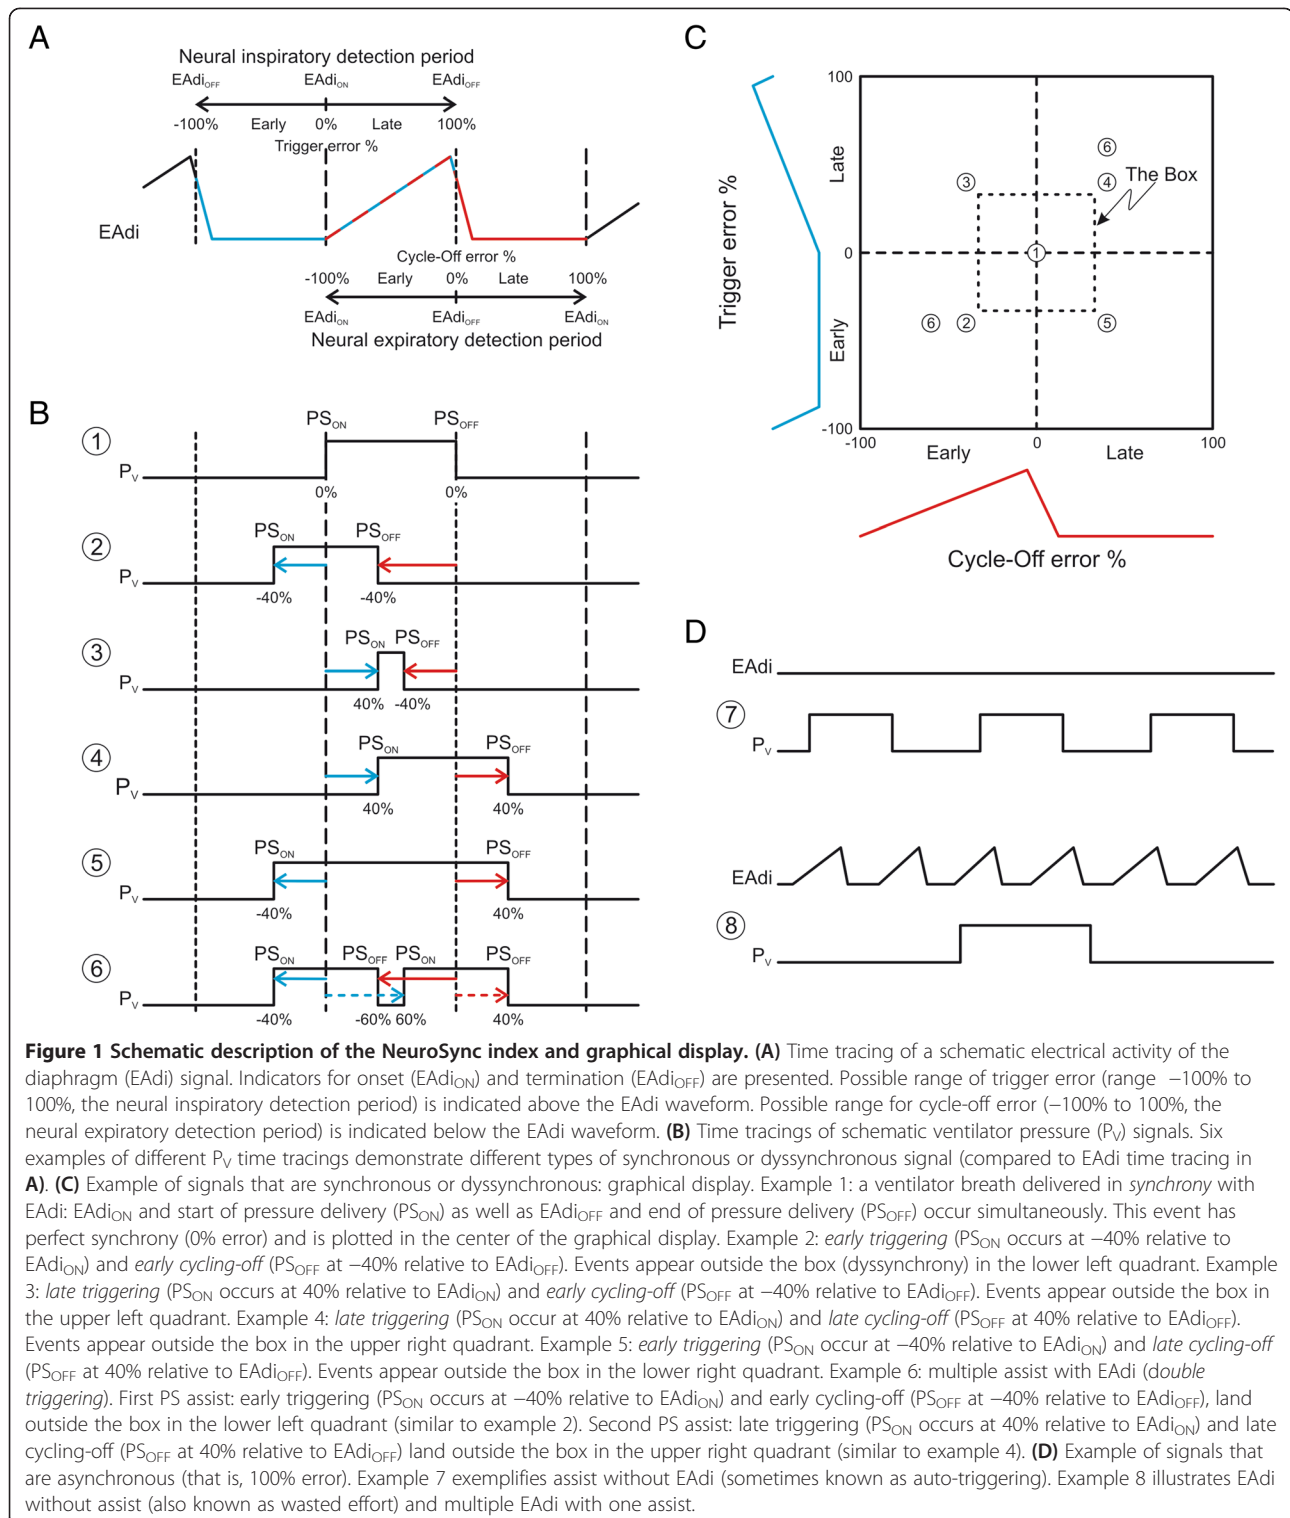 A
Neural inspiratory detection period
EAdiOFF EAdiON EAdiOFF
-100% Early 0% Late 100%
Trigger error %
EAdi
Cycle-Off error %
-100% Early 0% Late 100%
EAdiON EAdiOFF EAdiON
Neural expiratory detection period
B
PSON PSOFF
1
PV
0% 0%
PSON PSOFF
2
PV
-40% -40%
PSON PSOFF
3
PV
40% -40%
PSON PSOFF
4
PV
40% 40%
PSON PSOFF
5
PV
-40% 40%
PSON PSOFF PSON PSOFF
6
PV
-40% -60% 60% 40%
C
100
Late
Trigger error %
0
Early
-100
6
3 4
The Box
1
6 2 5
-100 0 100
Early Late
Cycle-Off error %
D
EAdi
7
PV
EAdi
8
PV
Figure 1 Schematic description of the NeuroSync index and graphical display. (A) Time tracing of a schematic electrical activity of the
diaphragm (EAdi) signal. Indicators for onset (EAdiON) and termination (EAdiOFF) are presented. Possible range of trigger error (range −100% to
100%, the neural inspiratory detection period) is indicated above the EAdi waveform. Possible range for cycle-off error (−100% to 100%, the
neural expiratory detection period) is indicated below the EAdi waveform. (B) Time tracings of schematic ventilator pressure (PV) signals. Six
examples of different PV time tracings demonstrate different types of synchronous or dyssynchronous signal (compared to EAdi time tracing in
A). (C) Example of signals that are synchronous or dyssynchronous: graphical display. Example 1: a ventilator breath delivered in synchrony with
EAdi: EAdiON and start of pressure delivery (PSON) as well as EAdiOFF and end of pressure delivery (PSOFF) occur simultaneously. This event has
perfect synchrony (0% error) and is plotted in the center of the graphical display. Example 2: early triggering (PSON occurs at −40% relative to
EAdiON) and early cycling-off (PSOFF at −40% relative to EAdiOFF). Events appear outside the box (dyssynchrony) in the lower left quadrant. Example
3: late triggering (PSON occurs at 40% relative to EAdiON) and early cycling-off (PSOFF at −40% relative to EAdiOFF). Events appear outside the box in
the upper left quadrant. Example 4: late triggering (PSON occur at 40% relative to EAdiON) and late cycling-off (PSOFF at 40% relative to EAdiOFF).
Events appear outside the box in the upper right quadrant. Example 5: early triggering (PSON occur at −40% relative to EAdiON) and late cycling-off
(PSOFF at 40% relative to EAdiOFF). Events appear outside the box in the lower right quadrant. Example 6: multiple assist with EAdi (double
triggering). First PS assist: early triggering (PSON occurs at −40% relative to EAdiON) and early cycling-off (PSOFF at −40% relative to EAdiOFF), land
outside the box in the lower left quadrant (similar to example 2). Second PS assist: late triggering (PSON occurs at 40% relative to EAdiON) and late
cycling-off (PSOFF at 40% relative to EAdiOFF) land outside the box in the upper right quadrant (similar to example 4). (D) Example of signals that
are asynchronous (that is, 100% error). Example 7 exemplifies assist without EAdi (sometimes known as auto-triggering). Example 8 illustrates EAdi
without assist (also known as wasted effort) and multiple EAdi with one assist.